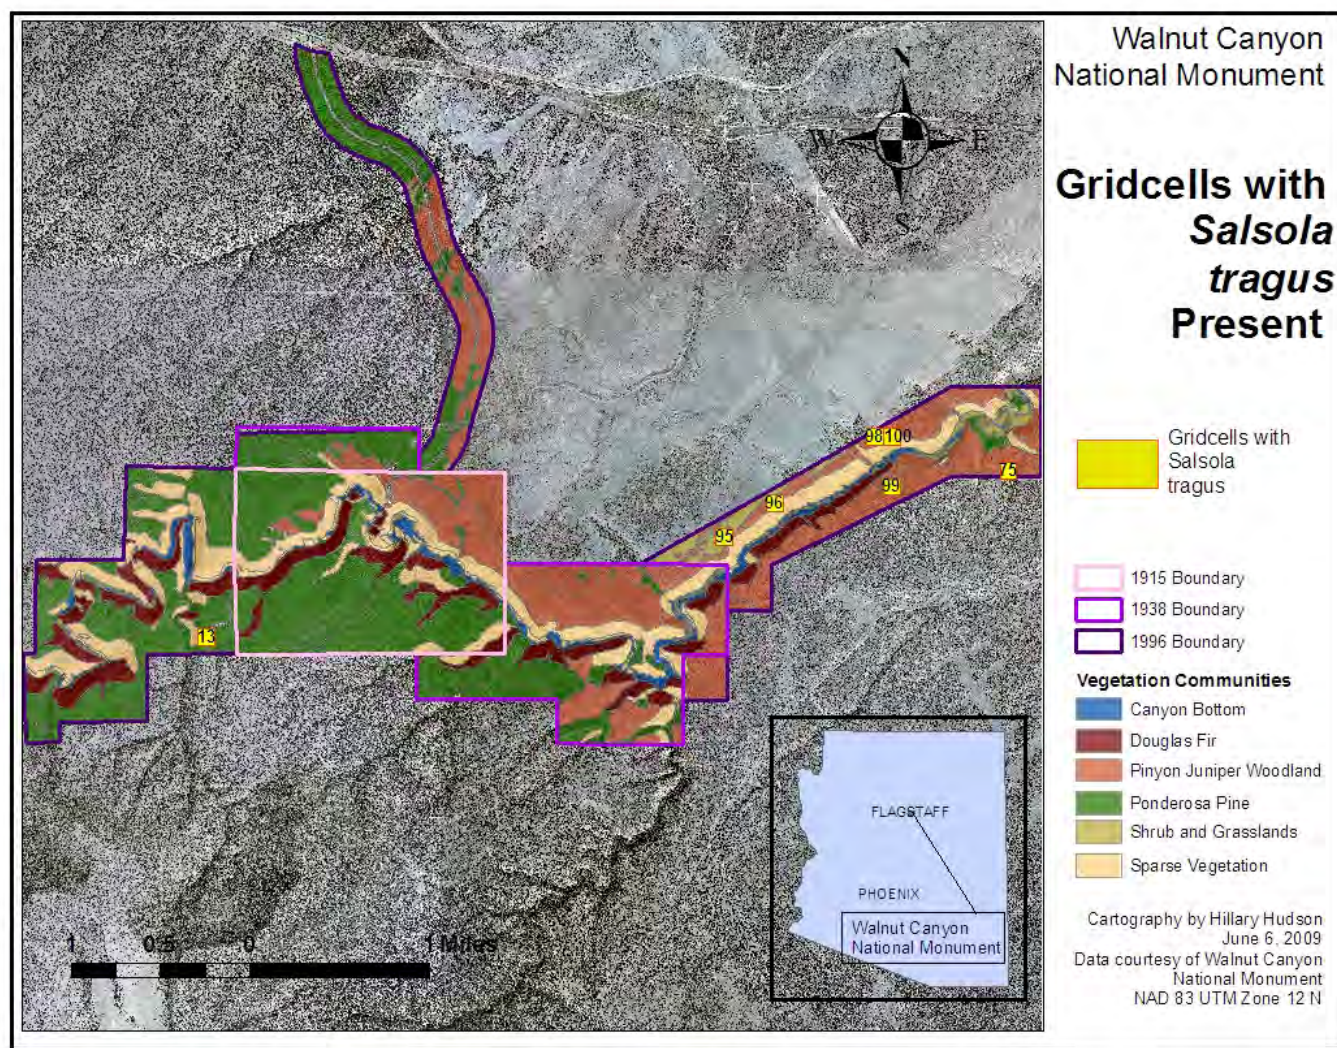 Walnut Canyon
National Monument
Gridcells with
Salsola
tragus
Present
N
W
E
S
98 100
75
99
96
95
13
Gridcells with
Salsola
tragus
1915 Boundary
1938 Boundary
1996 Boundary
Vegetation Communities
Canyon Bottom
Douglas Fir
Pinyon Juniper Woodland
Ponderosa Pine
Shrub and Grasslands
Sparse Vegetation
FLAGSTAFF
PHOENIX
Walnut Canyon
National Monument
1 0.5 0 1 Miles
Cartography by Hillary Hudson
June 6, 2009
Data courtesy of Walnut Canyon
National Monument
NAD 83 UTM Zone 12 N